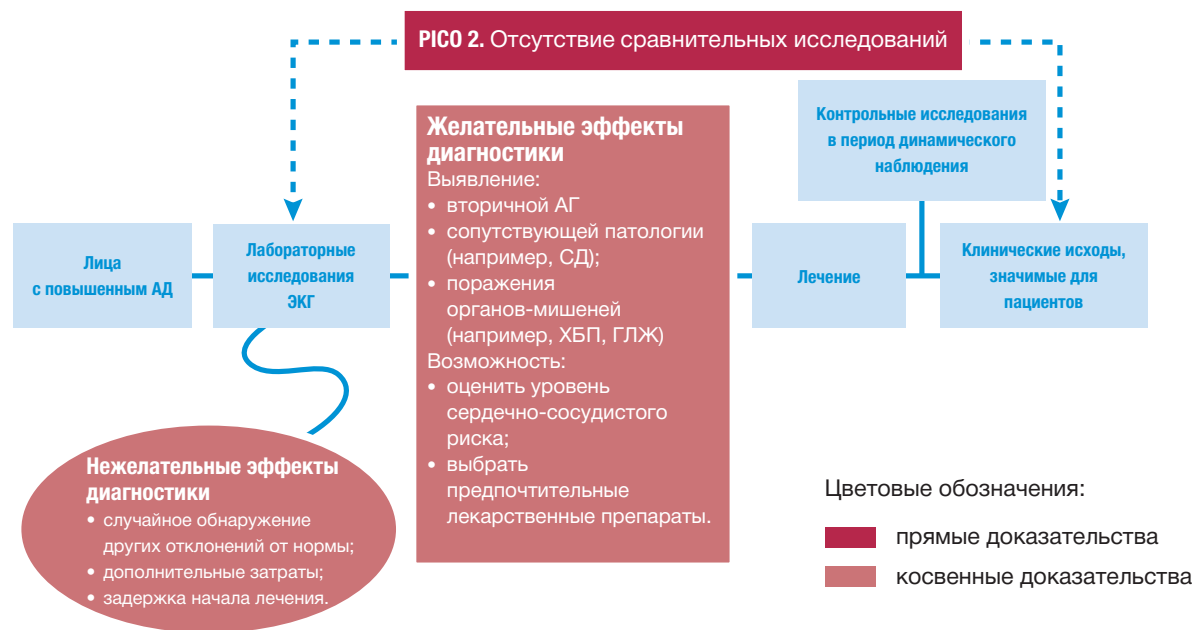 PICO 2. Отсутствие сравнительных исследований
Контрольные исследования
в период динамического
наблюдения
Лица
с повышенным АД
Лабораторные
исследования
ЭКГ
Желательные эффекты
диагностики
Выявление:
• вторичной АГ
• сопутствующей патологии
(например, СД);
• поражения
органов-мишеней
(например, ХБП, ГЛЖ)
Возможность:
• оценить уровень
сердечно-сосудистого
риска;
• выбрать
предпочтительные
лекарственные препараты.
Лечение
Клинические исходы,
значимые для
пациентов
Нежелательные эффекты
диагностики
• случайное обнаружение
других отклонений от нормы;
• дополнительные затраты;
• задержка начала лечения.
Цветовые обозначения:
прямые доказательства
косвенные доказательства